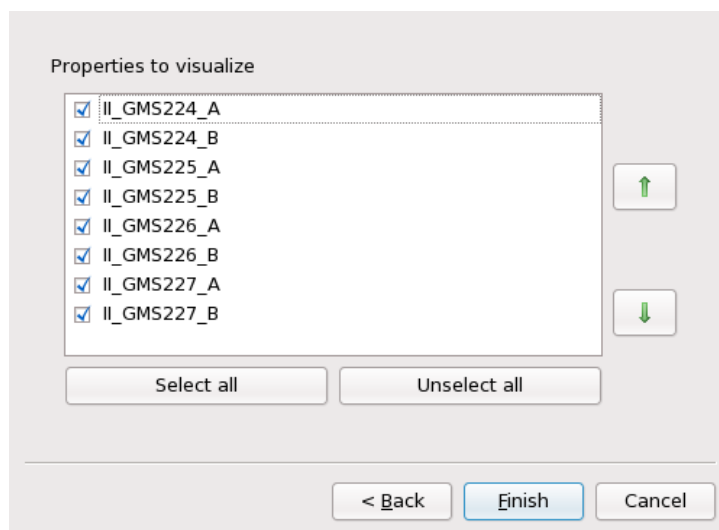 Properties to visualize
II_GMS224_A
II_GMS224_B
II_GMS225_A
II_GMS225_B
II_GMS226_A
II_GMS226_B
II_GMS227_A
II_GMS227_B
Select all
Unselect all
< Back
Finish
Cancel